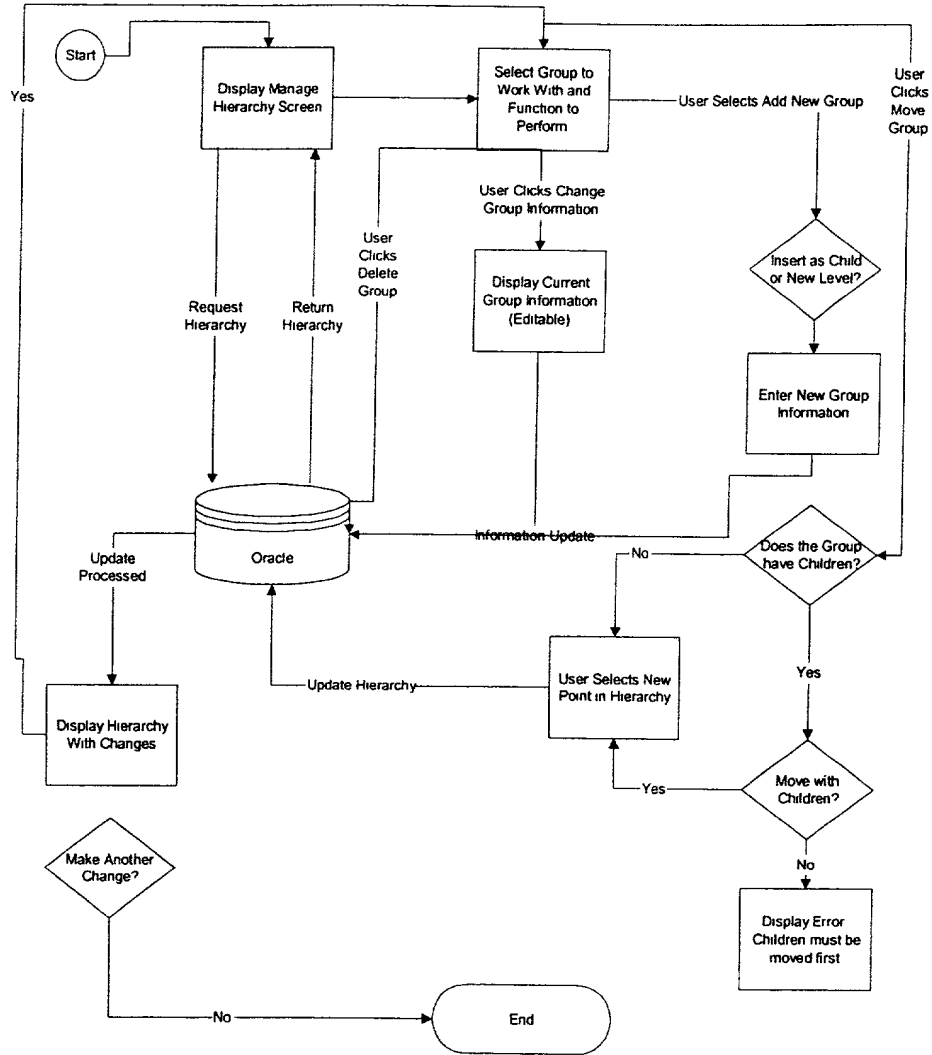 Start
Yes
Display Manage
Hierarchy Screen
Select Group to
Work With and
Function to
Perform
User Selects Add New Group
User
Clicks
Move
Group
User Clicks Change
Group Information
User
Clicks
Delete
Group
Insert as Child
or New Level?
Display Current
Group Information
(Editable)
Request
Hierarchy
Return
Hierarchy
Enter New Group
Information
Oracle
Information Update
Update
Processed
No
Does the Group
have Children?
Yes
Update Hierarchy
User Selects New
Point in Hierarchy
Display Hierarchy
With Changes
Yes
Move with
Children?
Make Another
Change?
No
Display Error
Children must be
moved first
No
End